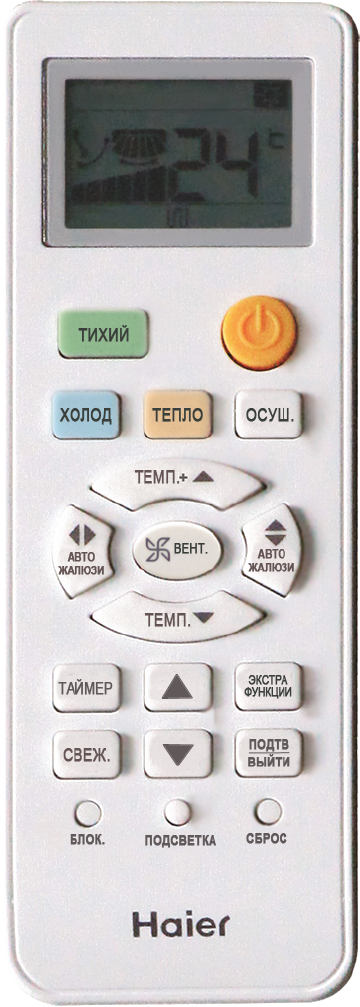 24°C
ТИХИЙ
ХОЛОД ТЕПЛО ОСУШ.
ТЕМП.+
АВТО
ЖАЛЮЗИ
ВЕНТ.
АВТО
ЖАЛЮЗИ
ТЕМП.
ТАЙМЕР
ЭКСТРА
ФУНКЦИИ
СВЕЖ.
ПОДТВ
ВЫЙТИ
БЛОК. ПОДСВЕТКА СБРОС
Haier